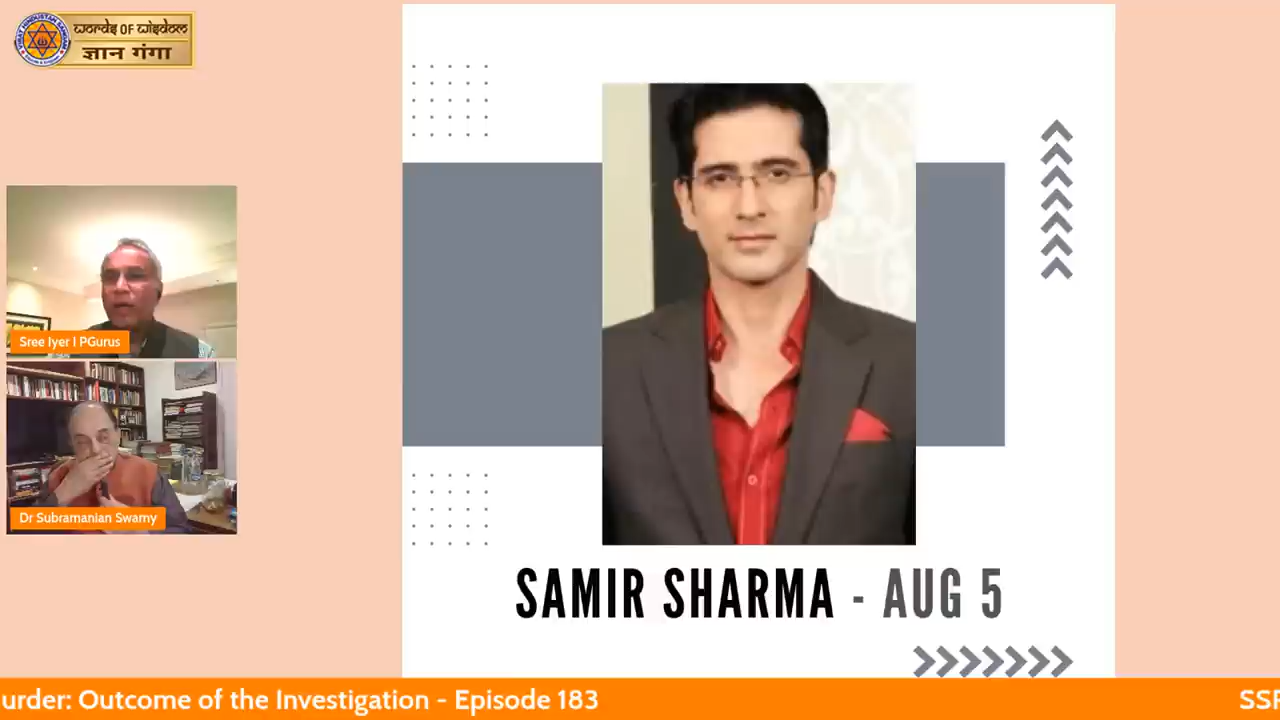 words of wisdom
ज्ञान गंगा
Sree Iyer I PGurus
Dr Subramanian Swamy
SAMIR SHARMA - AUG 5
urder: Outcome of the Investigation - Episode 183
SSR